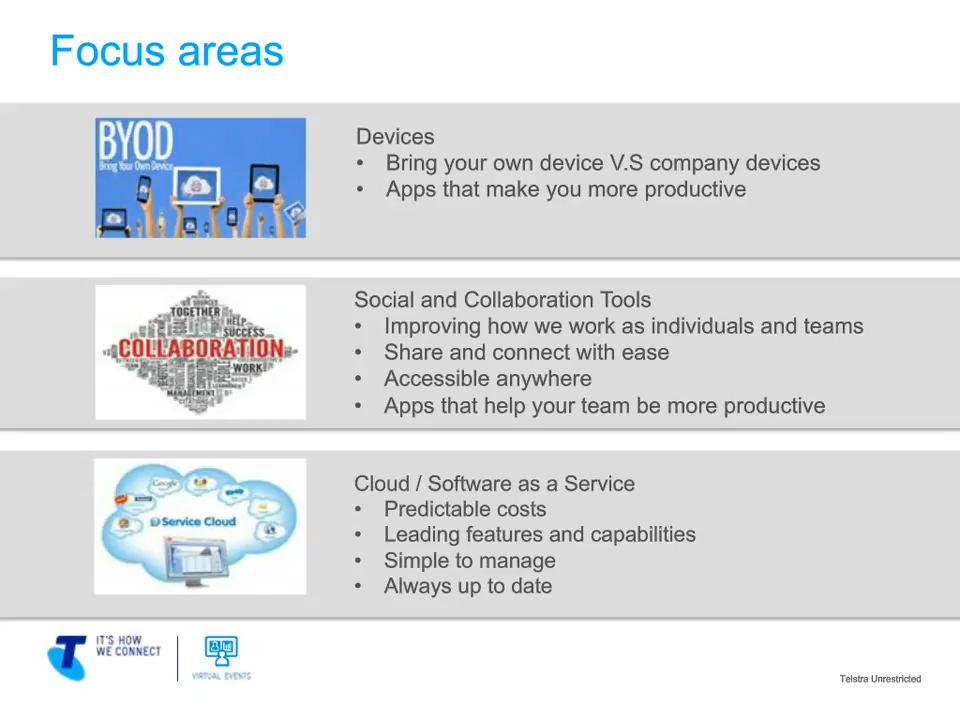 Focus areas
BYOD
Bring Your Own Device
Devices
• Bring your own device V.S company devices
• Apps that make you more productive
TOGETHER
HELP
SUCCESS
COLLABORATION
WORK
MANAGEMENT
Social and Collaboration Tools
• Improving how we work as individuals and teams
• Share and connect with ease
• Accessible anywhere
• Apps that help your team be more productive
Google
Service Cloud
Cloud / Software as a Service
• Predictable costs
• Leading features and capabilities
• Simple to manage
• Always up to date
IT'S HOW
WE CONNECT
VIRTUAL EVENTS
Telstra Unrestricted